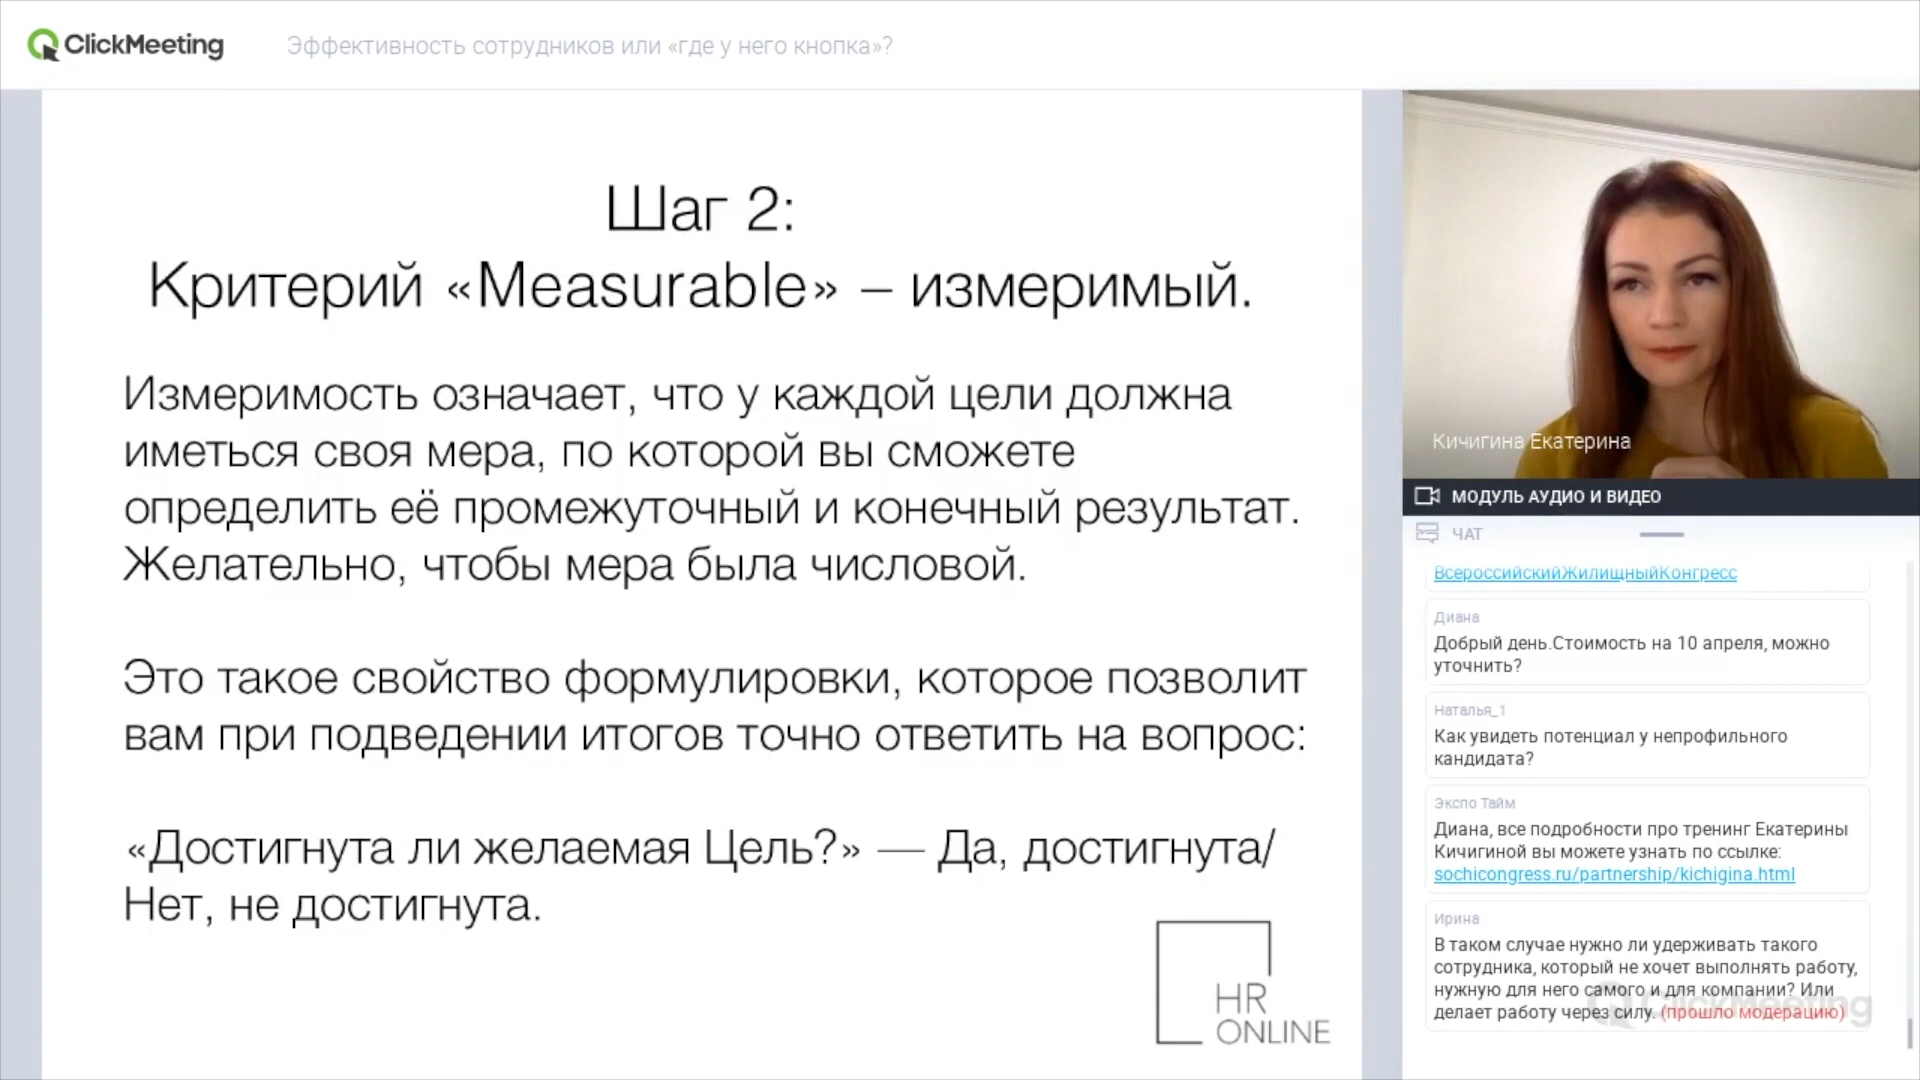 ClickMeeting
Эффективность сотрудников или «где у него кнопка»?
Шаг 2:
Критерий «Measurable» – измеримый.
Измеримость означает, что у каждой цели должна
иметься своя мера, по которой вы сможете
определить её промежуточный и конечный результат.
Желательно, чтобы мера была числовой.
Это такое свойство формулировки, которое позволит
вам при подведении итогов точно ответить на вопрос:
«Достигнута ли желаемая Цель?» — Да, достигнута/
Нет, не достигнута.
HR
ONLINE
Кичигина Екатерина
МОДУЛЬ АУДИО И ВИДЕО
ЧАТ
ВсероссийскийЖилищныйКонгресс
Диана
Добрый день.Стоимость на 10 апреля, можно
уточнить?
Наталья_1
Как увидеть потенциал у непрофильного
кандидата?
Экспо Тайм
Диана, все подробности про тренинг Екатерины
Кичигиной вы можете узнать по ссылке:
sochicongress.ru/partnership/kichigina.html
Ирина
В таком случае нужно ли удерживать такого
сотрудника, который не хочет выполнять работу,
нужную для него самого и для компании? Или
делает работу через силу. (прошло модерацию)
ClickMeeting